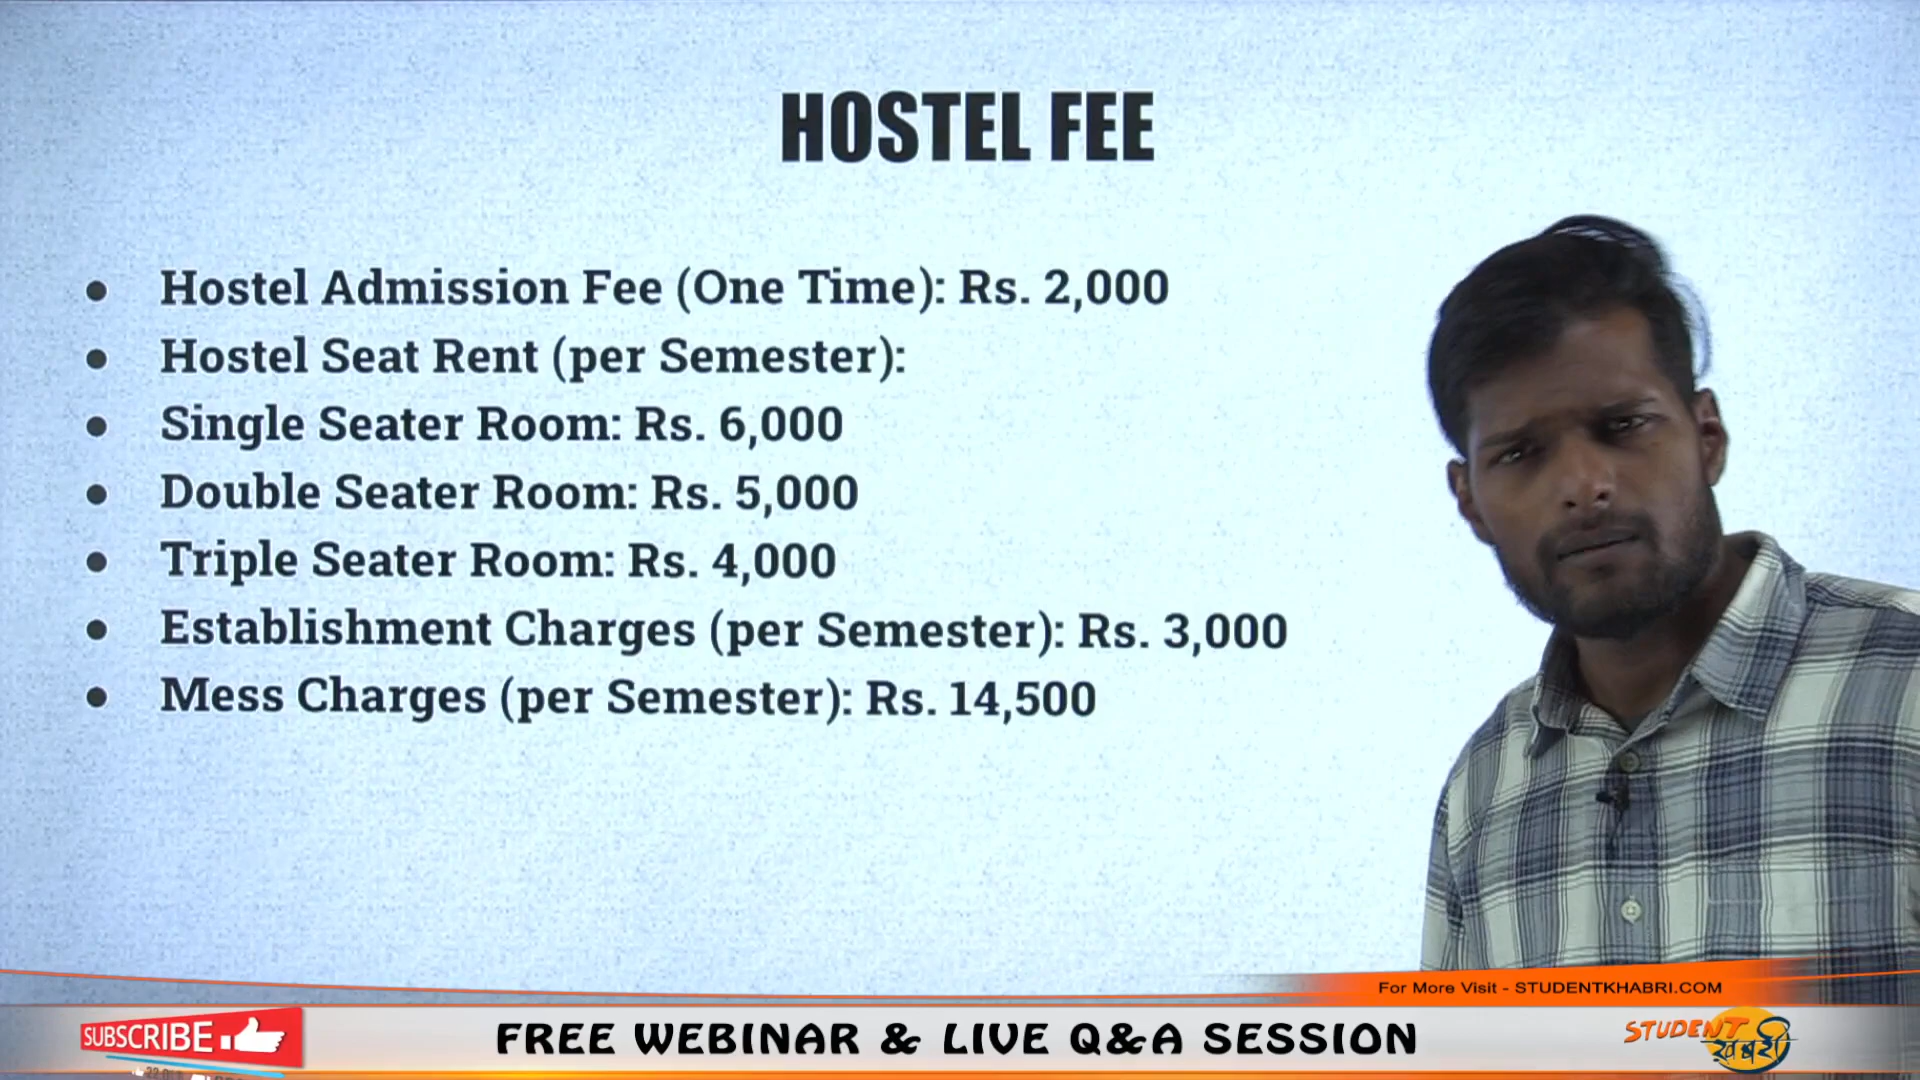 HOSTEL FEE
• Hostel Admission Fee (One Time): Rs. 2,000
• Hostel Seat Rent (per Semester):
• Single Seater Room: Rs. 6,000
• Double Seater Room: Rs. 5,000
• Triple Seater Room: Rs. 4,000
• Establishment Charges (per Semester): Rs. 3,000
• Mess Charges (per Semester): Rs. 14,500
For More Visit - STUDENTKHABRI.COM
SUBSCRIBE
FREE WEBINAR & LIVE Q&A SESSION
STUDENT
खबरी